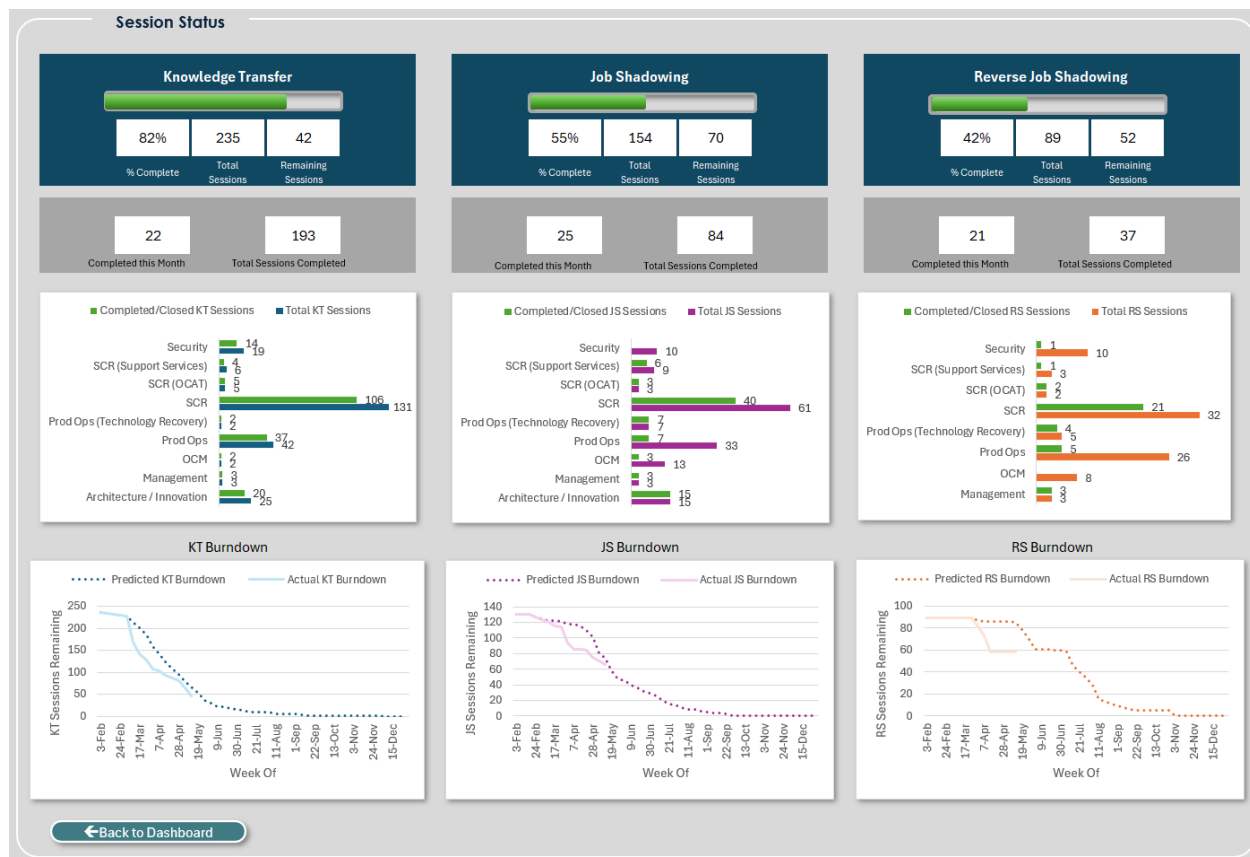 Session Status
Knowledge Transfer
82%
235
42
% Complete
Total
Sessions
Remaining
Sessions
22
193
Completed this Month
Total Sessions Completed
Job Shadowing
55%
154
70
% Complete
Total
Sessions
Remaining
Sessions
25
84
Completed this Month
Total Sessions Completed
Reverse Job Shadowing
42%
89
52
% Complete
Total
Sessions
Remaining
Sessions
21
37
Completed this Month
Total Sessions Completed
Completed/Closed KT Sessions
Total KT Sessions
Security
14
19
SCR (Support Services)
4
6
SCR (OCAT)
5
5
SCR
106
131
Prod Ops (Technology Recovery)
2
2
Prod Ops
37
42
OCM
2
2
Management
3
3
Architecture / Innovation
20
25
Completed/Closed JS Sessions
Total JS Sessions
Security
10
SCR (Support Services)
6
9
SCR (OCAT)
3
3
SCR
40
61
Prod Ops (Technology Recovery)
7
7
Prod Ops
7
33
OCM
3
13
Management
3
3
Architecture / Innovation
15
15
Completed/Closed RS Sessions
Total RS Sessions
Security
1
10
SCR (Support Services)
1
3
SCR (OCAT)
2
2
SCR
21
32
Prod Ops (Technology Recovery)
4
5
Prod Ops
5
26
OCM
8
Management
3
3
KT Burndown
Predicted KT Burndown
Actual KT Burndown
KT Sessions Remaining
250
200
150
100
50
0
3-Feb
24-Feb
17-Mar
7-Apr
28-Apr
19-May
9-Jun
30-Jun
21-Jul
11-Aug
1-Sep
22-Sep
13-Oct
3-Nov
24-Nov
15-Dec
Week Of
JS Burndown
Predicted JS Burndown
Actual JS Burndown
JS Sessions Remaining
140
120
100
80
60
40
20
0
3-Feb
24-Feb
17-Mar
7-Apr
28-Apr
19-May
9-Jun
30-Jun
21-Jul
11-Aug
1-Sep
22-Sep
13-Oct
3-Nov
24-Nov
15-Dec
Week Of
RS Burndown
Predicted RS Burndown
Actual RS Burndown
RS Sessions Remaining
100
80
60
40
20
0
3-Feb
24-Feb
17-Mar
7-Apr
28-Apr
19-May
9-Jun
30-Jun
21-Jul
11-Aug
1-Sep
22-Sep
13-Oct
3-Nov
24-Nov
15-Dec
Week Of
←Back to Dashboard